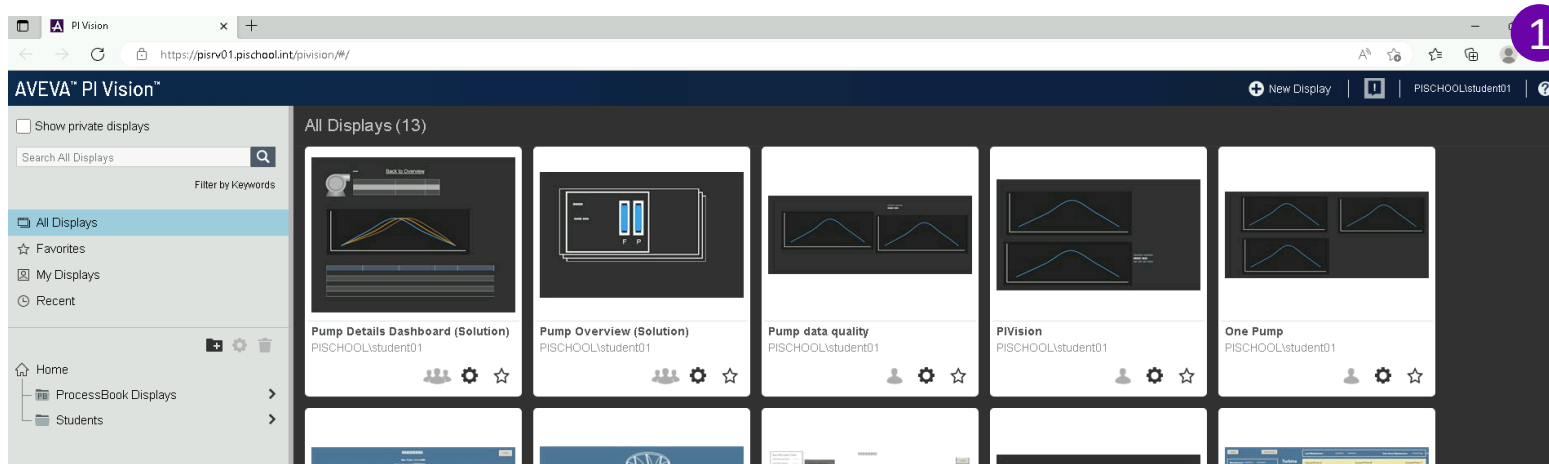 PI Vision
1
https://pisrv01.pischool.int/pivision/#/
AVEVA™ PI Vision™
New Display
PISCHOOL\student01
Show private displays
Search All Displays
Filter by Keywords
All Displays
Favorites
My Displays
Recent
Home
PB ProcessBook Displays
Students
All Displays (13)
Back to Overview
F P
Pump Details Dashboard (Solution)
PISCHOOL\student01
Pump Overview (Solution)
PISCHOOL\student01
Pump data quality
PISCHOOL\student01
PIVision
PISCHOOL\student01
One Pump
PISCHOOL\student01
Turbine